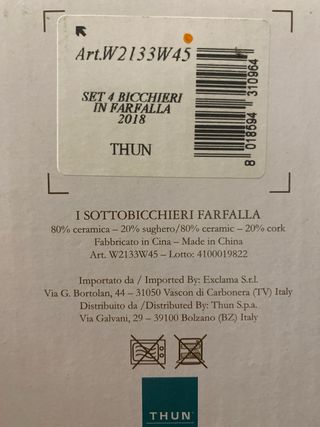 Art.W2133W45
SET 4 BICCHIERI
IN FARFALLA
2018
THUN
8 018594 310964
I SOTTOBICCHIERI FARFALLA
80% ceramica – 20% sughero/80% ceramic – 20% cork
Fabbricato in Cina – Made in China
Art. W2133W45 – Lotto: 4100019822
Importato da / Imported By: Exclama S.r.l.
Via G. Bortolan, 44 – 31050 Vascon di Carbonera (TV) Italy
Distribuito da /Distributed By: Thun S.p.a.
Via Galvani, 29 – 39100 Bolzano (BZ) Italy
THUN